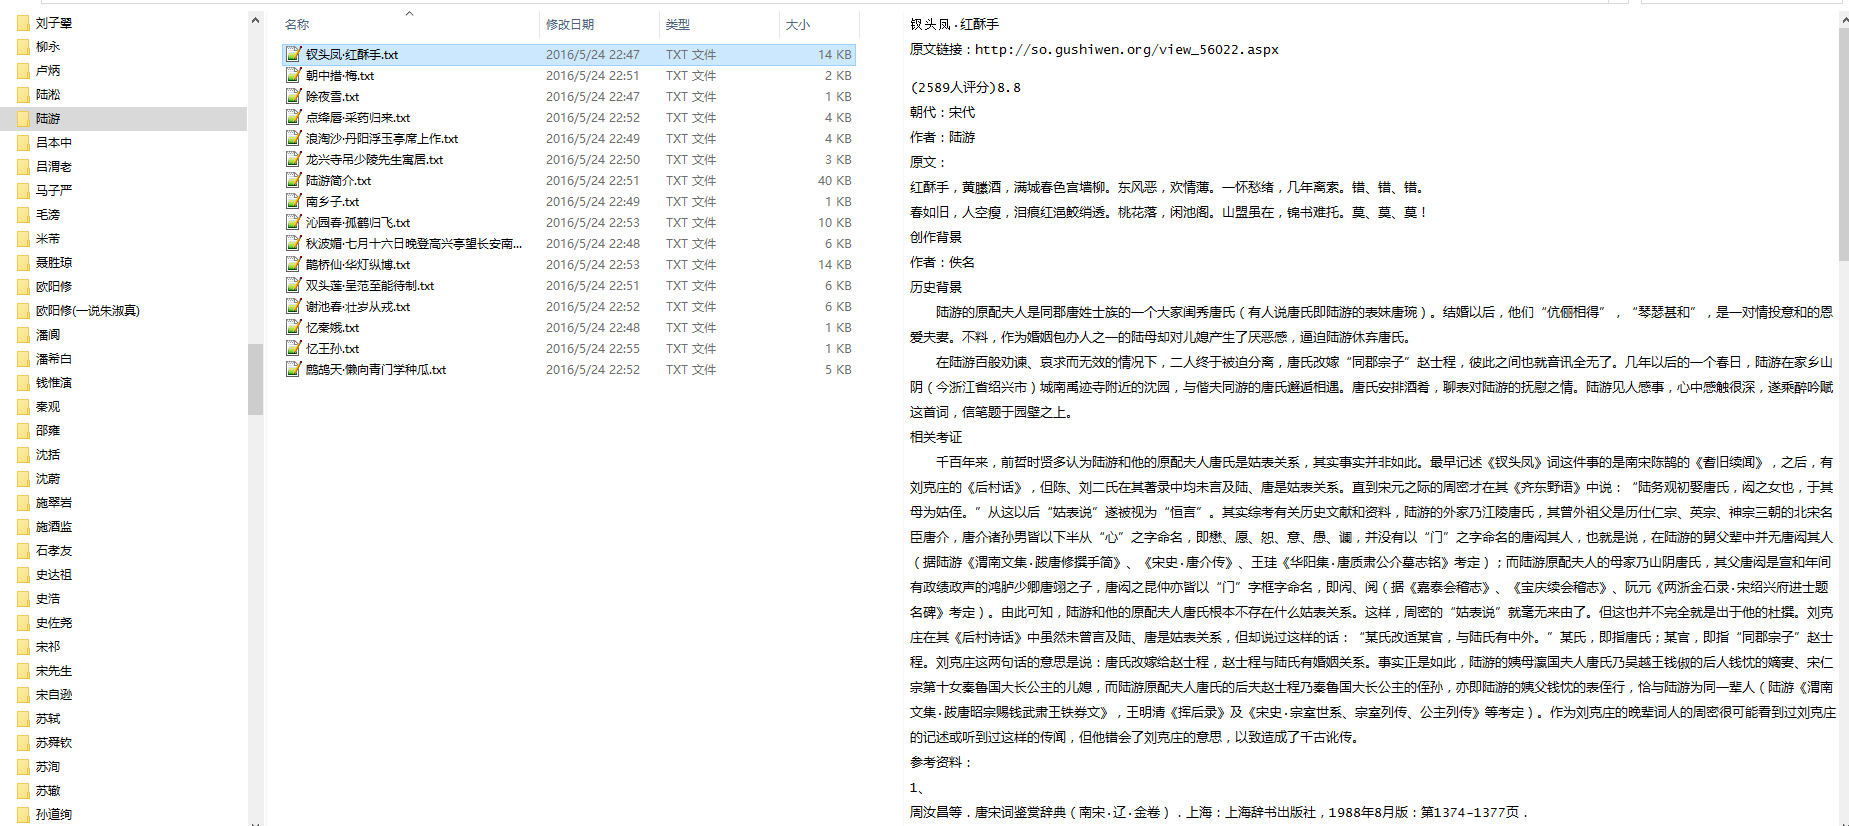 刘子翚
柳永
卢炳
陆淞
陆游
吕本中
吕渭老
马子严
毛滂
米芾
聂胜琼
欧阳修
欧阳修(一说朱淑真)
潘阆
潘希白
钱惟演
秦观
邵雍
沈括
沈蔚
施翠岩
施酒监
石孝友
史达祖
史浩
史佐尧
宋祁
宋先生
宋自逊
苏轼
苏舜钦
苏洵
苏辙
孙道绚
名称 修改日期 类型 大小
钗头凤·红酥手.txt 2016/5/24 22:47 TXT 文件 14 KB
朝中措·梅.txt 2016/5/24 22:51 TXT 文件 2 KB
除夜雪.txt 2016/5/24 22:47 TXT 文件 1 KB
点绛唇·采药归来.txt 2016/5/24 22:52 TXT 文件 4 KB
浪淘沙·丹阳浮玉亭席上作.txt 2016/5/24 22:49 TXT 文件 4 KB
龙兴寺吊少陵先生寓居.txt 2016/5/24 22:50 TXT 文件 3 KB
陆游简介.txt 2016/5/24 22:51 TXT 文件 40 KB
南乡子.txt 2016/5/24 22:49 TXT 文件 1 KB
沁园春·孤鹤归飞.txt 2016/5/24 22:53 TXT 文件 10 KB
秋波媚·七月十六日晚登高兴亭望长安南... 2016/5/24 22:48 TXT 文件 6 KB
鹊桥仙·华灯纵博.txt 2016/5/24 22:53 TXT 文件 14 KB
双头莲·呈范至能待制.txt 2016/5/24 22:51 TXT 文件 6 KB
谢池春·壮岁从戎.txt 2016/5/24 22:52 TXT 文件 6 KB
忆秦娥.txt 2016/5/24 22:48 TXT 文件 1 KB
忆王孙.txt 2016/5/24 22:55 TXT 文件 1 KB
鹧鸪天·懒向青门学种瓜.txt 2016/5/24 22:52 TXT 文件 5 KB
钗头凤·红酥手
原文链接：http://so.gushiwen.org/view_56022.aspx
(2589人评分)8.8
朝代：宋代
作者：陆游
原文：
红酥手，黄縢酒，满城春色宫墙柳。东风恶，欢情薄。一怀愁绪，几年离索。错、错、错。
春如旧，人空瘦，泪痕红浥鲛绡透。桃花落，闲池阁。山盟虽在，锦书难托。莫、莫、莫！
创作背景
作者：佚名
历史背景
陆游的原配夫人是同郡唐姓士族的一个大家闺秀唐氏（有人说唐氏即陆游的表妹唐琬）。结婚以后，他们“伉俪相得”，“琴瑟甚和”，是一对情投意和的恩
爱夫妻。不料，作为婚姻包办人之一的陆母却对儿媳产生了厌恶感，逼迫陆游休弃唐氏。
在陆游百般劝谏、哀求而无效的情况下，二人终于被迫分离，唐氏改嫁“同郡宗子”赵士程，彼此之间也就音讯全无了。几年以后的一个春日，陆游在家乡山
阴（今浙江省绍兴市）城南禹迹寺附近的沈园，与偕夫同游的唐氏邂逅相遇。唐氏安排酒肴，聊表对陆游的抚慰之情。陆游见人感事，心中感触很深，遂乘醉吟赋
这首词，信笔题于园壁之上。
相关考证
千百年来，前哲时贤多认为陆游和他的原配夫人唐氏是姑表关系，其实事实并非如此。最早记述《钗头凤》词这件事的是南宋陈鹄的《耆旧续闻》，之后，有
刘克庄的《后村诗话》，但陈、刘二氏在其著录中均未言及陆、唐是姑表关系。直到宋元之际的周密才在其《齐东野语》中说：“陆务观初娶唐氏，闳之女也，于其
母为姑侄。”从这以后“姑表说”遂被视为“恒言”。其实综考有关历史文献和资料，陆游的外家乃江陵唐氏，其曾外祖父是历仕仁宗、英宗、神宗三朝的北宋名
臣唐介，唐介诸孙男皆以下半从“心”之字命名，即懋、愿、恕、意、愚、谰，并没有以“门”之字命名的唐闳其人，也就是说，在陆游的舅父辈中并无唐闳其人
（据陆游《渭南文集·跋唐修撰手简》、《宋史·唐介传》、王珪《华阳集·唐质肃公介墓志铭》考定）；而陆游原配夫人的母家乃山阴唐氏，其父唐闳是宣和年间
有政绩政声的鸿胪少卿唐翊之子，唐闳之昆仲亦皆以“门”字框字命名，即闶、阅（据《嘉泰会稽志》、《宝庆续会稽志》、阮元《两浙金石录·宋绍兴府进士题
名碑》考定）。由此可知，陆游和他的原配夫人唐氏根本不存在什么姑表关系。这样，周密的“姑表说”就毫无来由了。但这也并不完全就是出于他的杜撰。刘克
庄在其《后村诗话》中虽然未曾言及陆、唐是姑表关系，但却说过这样的话：“某氏改适某官，与陆氏有中外。”某氏，即指唐氏；某官，即指“同郡宗子”赵士
程。刘克庄这两句话的意思是说：唐氏改嫁给赵士程，赵士程与陆氏有婚姻关系。事实正是如此，陆游的姨母瀛国夫人唐氏乃吴越王钱俶的后人钱忱的嫡妻、宋仁
宗第十女秦鲁国大长公主的儿媳，而陆游原配夫人唐氏的后夫赵士程乃秦鲁国大长公主的侄孙，亦即陆游的姨父钱忱的表侄行，恰与陆游为同一辈人（陆游《渭南
文集·跋唐昭宗赐钱武肃王铁券文》，王明清《挥后录》及《宋史·宗室世系、宗室列传、公主列传》等考定）。作为刘克庄的晚辈词人的周密很可能看到过刘克庄
的记述或听到过这样的传闻，但他错会了刘克庄的意思，以致造成了千古讹传。
参考资料：
1、
周汝昌等．唐宋词鉴赏辞典（南宋·辽·金卷）．上海：上海辞书出版社，1988年8月版：第1374-1377页．